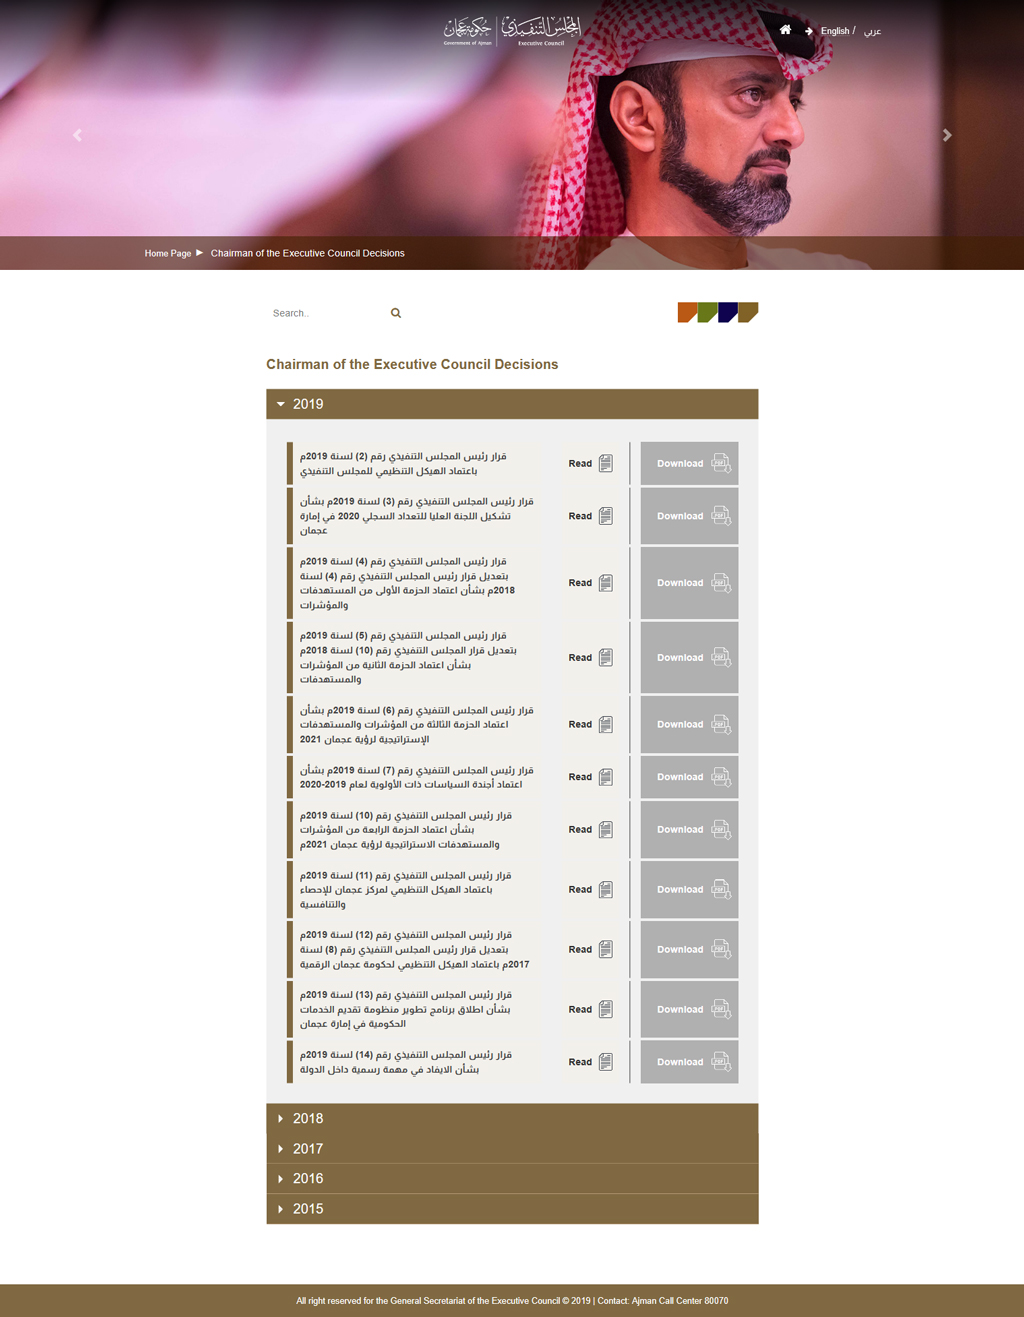 حكومة عجمان
Government of Ajman
المجلس التنفيذي
Executive Council
English / عربي
Home Page
Chairman of the Executive Council Decisions
Search..
Chairman of the Executive Council Decisions
2019
قرار رئيس المجلس التنفيذي رقم (2) لسنة 2019م
باعتماد الهيكل التنظيمي للمجلس التنفيذي
Read
Download
قرار رئيس المجلس التنفيذي رقم (3) لسنة 2019م بشأن
تشكيل اللجنة العليا للتعداد السجلي 2020 في إمارة
عجمان
Read
Download
قرار رئيس المجلس التنفيذي رقم (4) لسنة 2019م
بتعديل قرار رئيس المجلس التنفيذي رقم (4) لسنة
2018م بشأن اعتماد الحزمة الأولى من المستهدفات
والمؤشرات
Read
Download
قرار رئيس المجلس التنفيذي رقم (5) لسنة 2019م
بتعديل قرار المجلس التنفيذي رقم (10) لسنة 2018م
بشأن اعتماد الحزمة الثانية من المؤشرات
والمستهدفات
Read
Download
قرار رئيس المجلس التنفيذي رقم (6) لسنة 2019م بشأن
اعتماد الحزمة الثالثة من المؤشرات والمستهدفات
الإستراتيجية لرؤية عجمان 2021
Read
Download
قرار رئيس المجلس التنفيذي رقم (7) لسنة 2019م بشأن
اعتماد أجندة السياسات ذات الأولوية لعام 2019-2020
Read
Download
قرار رئيس المجلس التنفيذي رقم (10) لسنة 2019م
بشأن اعتماد الحزمة الرابعة من المؤشرات
والمستهدفات الاستراتيجية لرؤية عجمان 2021م
Read
Download
قرار رئيس المجلس التنفيذي رقم (11) لسنة 2019م
باعتماد الهيكل التنظيمي لمركز عجمان للإحصاء
والتنافسية
Read
Download
قرار رئيس المجلس التنفيذي رقم (12) لسنة 2019م
بتعديل قرار رئيس المجلس التنفيذي رقم (8) لسنة
2017م باعتماد الهيكل التنظيمي لحكومة عجمان الرقمية
Read
Download
قرار رئيس المجلس التنفيذي رقم (13) لسنة 2019م
بشأن اطلاق برنامج تطوير منظومة تقديم الخدمات
الحكومية في إمارة عجمان
Read
Download
قرار رئيس المجلس التنفيذي رقم (14) لسنة 2019م
بشأن الايفاد في مهمة رسمية داخل الدولة
Read
Download
2018
2017
2016
2015
All right reserved for the General Secretariat of the Executive Council © 2019 | Contact: Ajman Call Center 80070